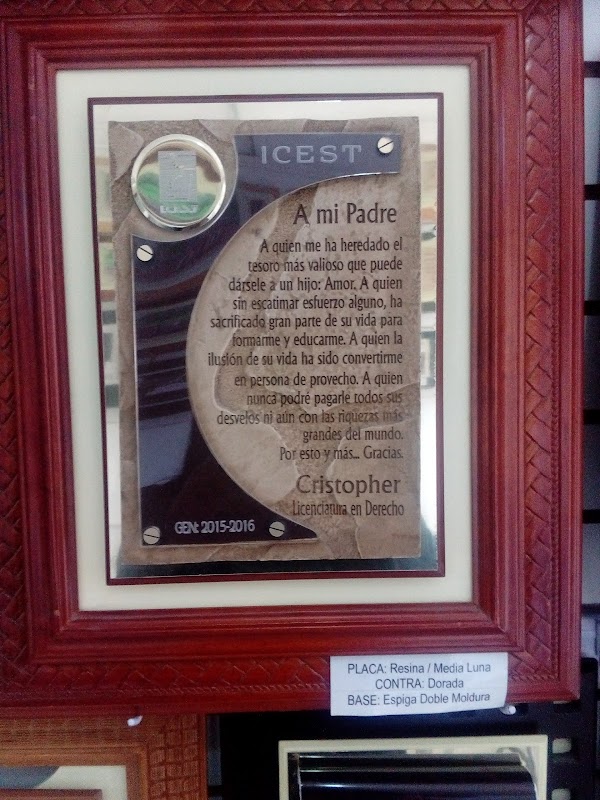 ICEST
ICEST
A mi Padre
A quien me ha heredado el
tesoro más valioso que puede
dársele a un hijo: Amor. A quien
sin escatimar esfuerzo alguno, ha
sacrificado gran parte de su vida para
formarme y educarme. A quien la
ilusión de su vida ha sido convertirme
en persona de provecho. A quien
nunca podré pagarle todos sus
desvelos ni aún con las riquezas más
grandes del mundo.
Por esto y más... Gracias.
Cristopher
Licenciatura en Derecho
GEN: 2015-2016
PLACA: Resina / Media Luna
CONTRA: Dorada
BASE: Espiga Doble Moldura